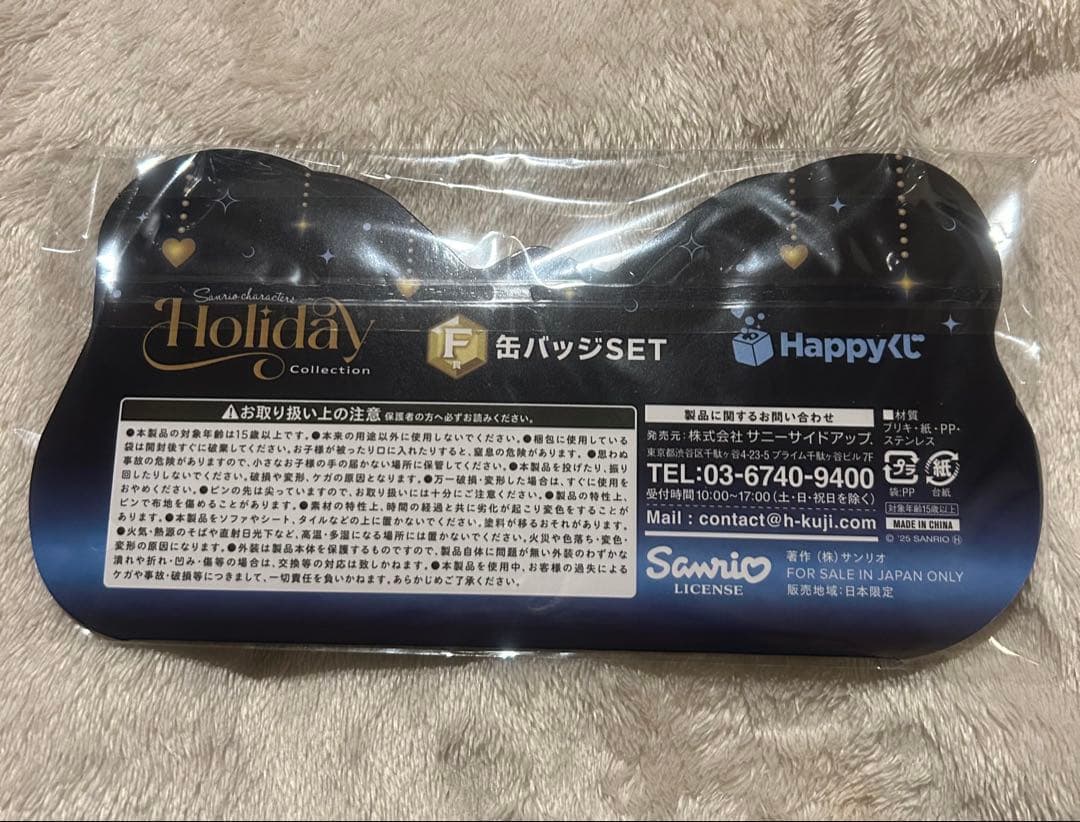 Sanrio characters
Holiday
Collection
F
賞
缶バッジSET
Happyくじ
⚠お取り扱い上の注意 保護者の方へ必ずお読みください。
●本製品の対象年齢は15歳以上です。●本来の用途以外に使用しないでください。●梱包に使用している
袋は開封後すぐに破棄してください。お子様が被ったり口に入れたりすると、窒息の危険があります。●思わぬ
事故の危険がありますので、小さなお子様の手の届かない場所に保管してください。●本製品を投げたり、振り
回したりしないでください。破損や変形、ケガの原因となります。●万一破損・変形した場合は、すぐに使用を
おやめください。●ピンの先は尖っていますので、お取り扱いには十分にご注意ください。●製品の特性上、
ピンで布地を傷めることがあります。●素材の特性上、時間の経過と共に劣化が起こり変色をすることが
あります。●本製品をソファやシート、タイルなどの上に置かないでください。塗料が移るおそれがあります。
●火気・熱源のそばや直射日光下など、高温・多湿になる場所には置かないでください。火災や色落ち・変色・
変形の原因になります。●外装は製品本体を保護するものですので、製品自体に問題が無い外装のわずかな
潰れや折れ・凹み・傷等の場合は、交換等の対応は致しかねます。●本製品を使用中、お客様の過失による
ケガや事故・破損等につきまして、一切責任を負いかねます。あらかじめご了承ください。
製品に関するお問い合わせ
発売元：株式会社 サニーサイドアップ.
東京都渋谷区千駄ヶ谷4-23-5 プライム千駄ヶ谷ビル 7F
TEL:03-6740-9400
受付時間 10:00~17:00 (土・日・祝日を除く)
Mail : contact@h-kuji.com
■材質
ブリキ・紙・PP・
ステンレス
プラ
紙
袋:PP
台紙
対象年齢15歳以上
MADE IN CHINA
© '25 SANRIO Ⓗ
Sanrio
LICENSE
著作 (株) サンリオ
FOR SALE IN JAPAN ONLY
販売地域：日本限定